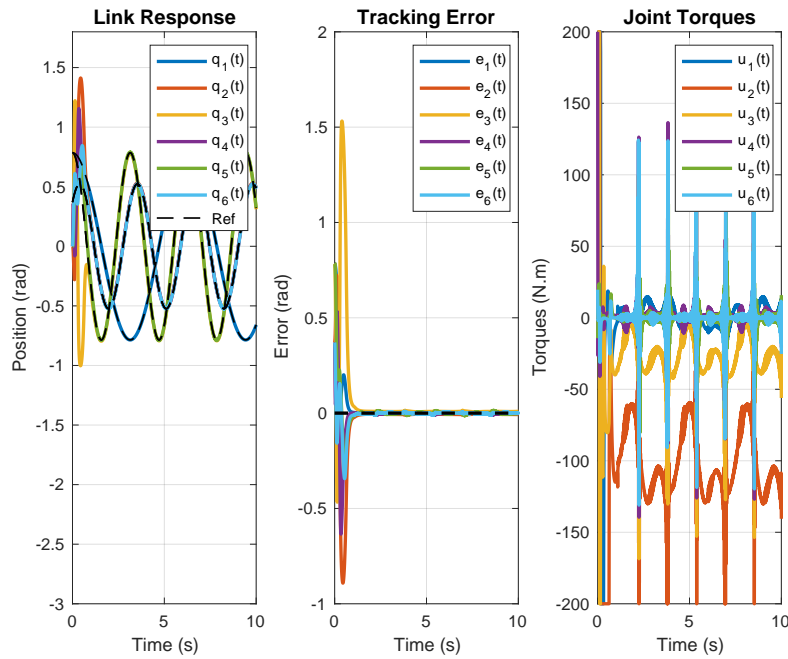 Link Response
1.5
1
0.5
0
-0.5
-1
-1.5
-2
-2.5
-3
0
5
10
Position (rad)
Time (s)
q1(t)
q2(t)
q3(t)
q4(t)
q5(t)
q6(t)
Ref
Tracking Error
2
1.5
1
0.5
0
-0.5
-1
0
5
10
Error (rad)
Time (s)
e1(t)
e2(t)
e3(t)
e4(t)
e5(t)
e6(t)
Joint Torques
200
150
100
50
0
-50
-100
-150
-200
0
5
10
Torques (N.m)
Time (s)
u1(t)
u2(t)
u3(t)
u4(t)
u5(t)
u6(t)